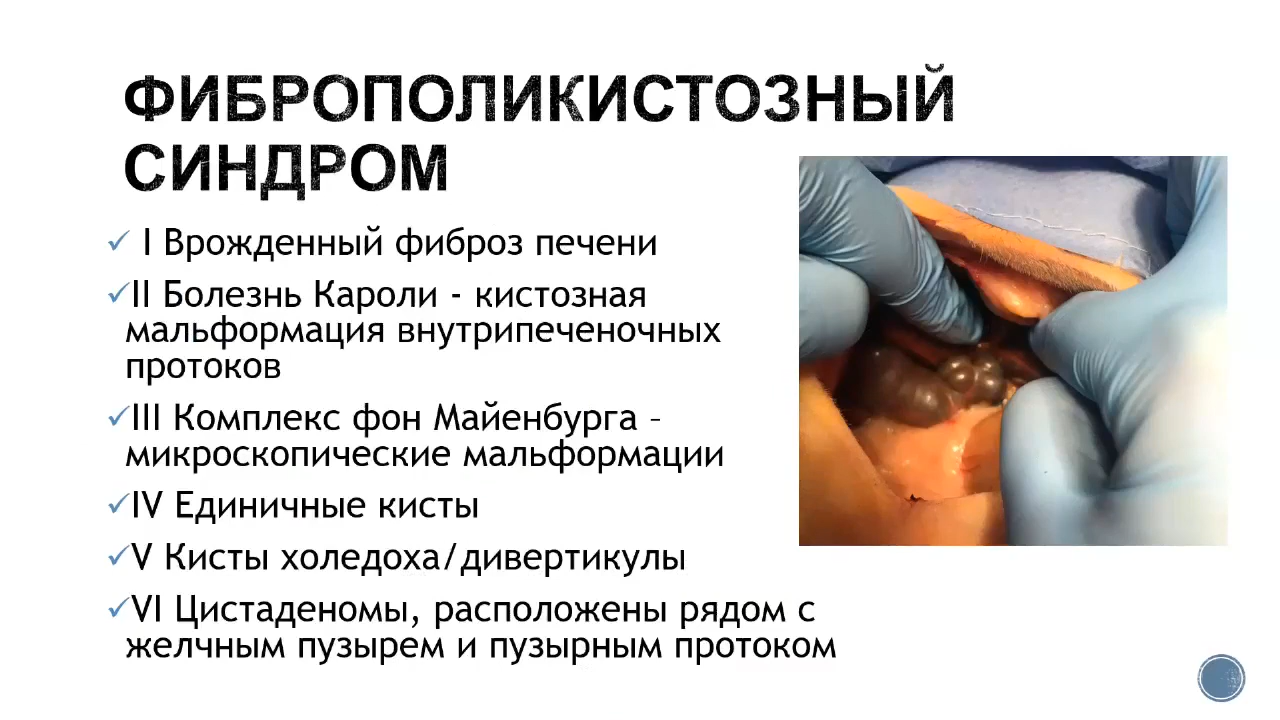 ФИБРОПОЛИКИСТОЗНЫЙ
СИНДРОМ
I Врожденный фиброз печени
II Болезнь Кароли - кистозная
мальформация внутрипеченочных
протоков
III Комплекс фон Майенбурга –
микроскопические мальформации
IV Единичные кисты
V Кисты холедоха/дивертикулы
VI Цистаденомы, расположены рядом с
желчным пузырем и пузырным протоком